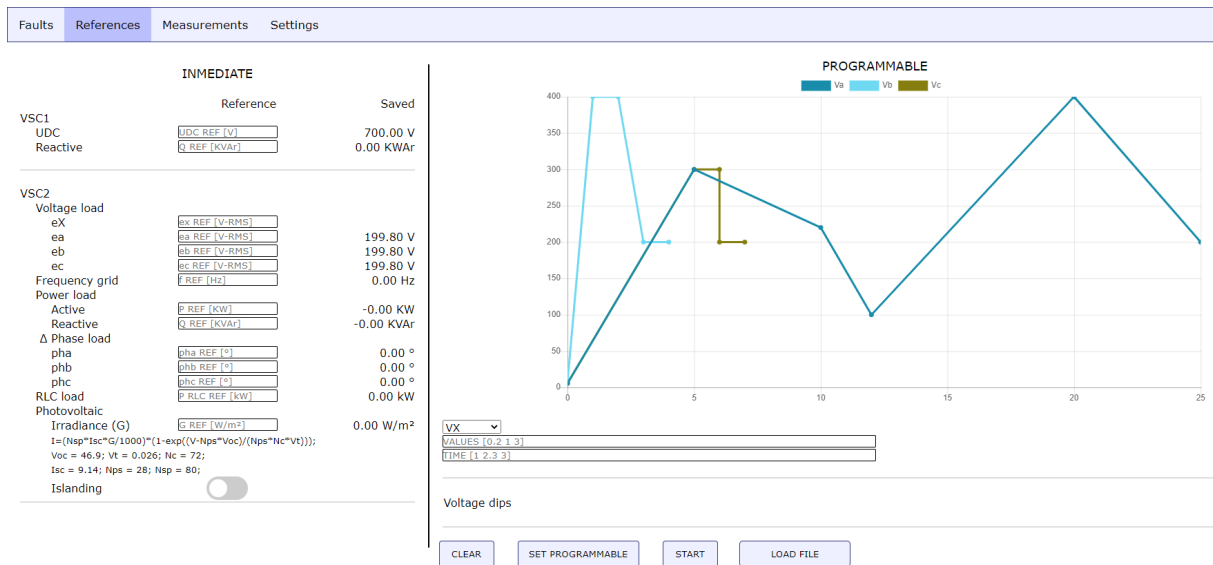 Faults References Measurements Settings
INMEDIATE
Reference Saved
VSC1
UDC UDC REF [V] 700.00 V
Reactive Q REF [KVAr] 0.00 KWAr
VSC2
Voltage load
eX ex REF [V-RMS]
ea ea REF [V-RMS] 199.80 V
eb eb REF [V-RMS] 199.80 V
ec ec REF [V-RMS] 199.80 V
Frequency grid f REF [Hz] 0.00 Hz
Power load
Active P REF [KW] -0.00 KW
Reactive Q REF [KVAr] -0.00 KVAr
Δ Phase load
pha pha REF [°] 0.00 °
phb phb REF [°] 0.00 °
phc phc REF [°] 0.00 °
RLC load P RLC REF [kW] 0.00 kW
Photovoltaic
Irradiance (G) G REF [W/m²] 0.00 W/m²
I=(Nsp*Isc*G/1000)*(1-exp((V-Nps*Voc)/(Nps*Nc*Vt)));
Voc = 46.9; Vt = 0.026; Nc = 72;
Isc = 9.14; Nps = 28; Nsp = 80;
Islanding
PROGRAMMABLE
Va Vb Vc
400
350
300
250
200
150
100
50
0
0 5 10 15 20 25
VX
VALUES [0.2 1 3]
TIME [1 2.3 3]
Voltage dips
CLEAR SET PROGRAMMABLE START LOAD FILE